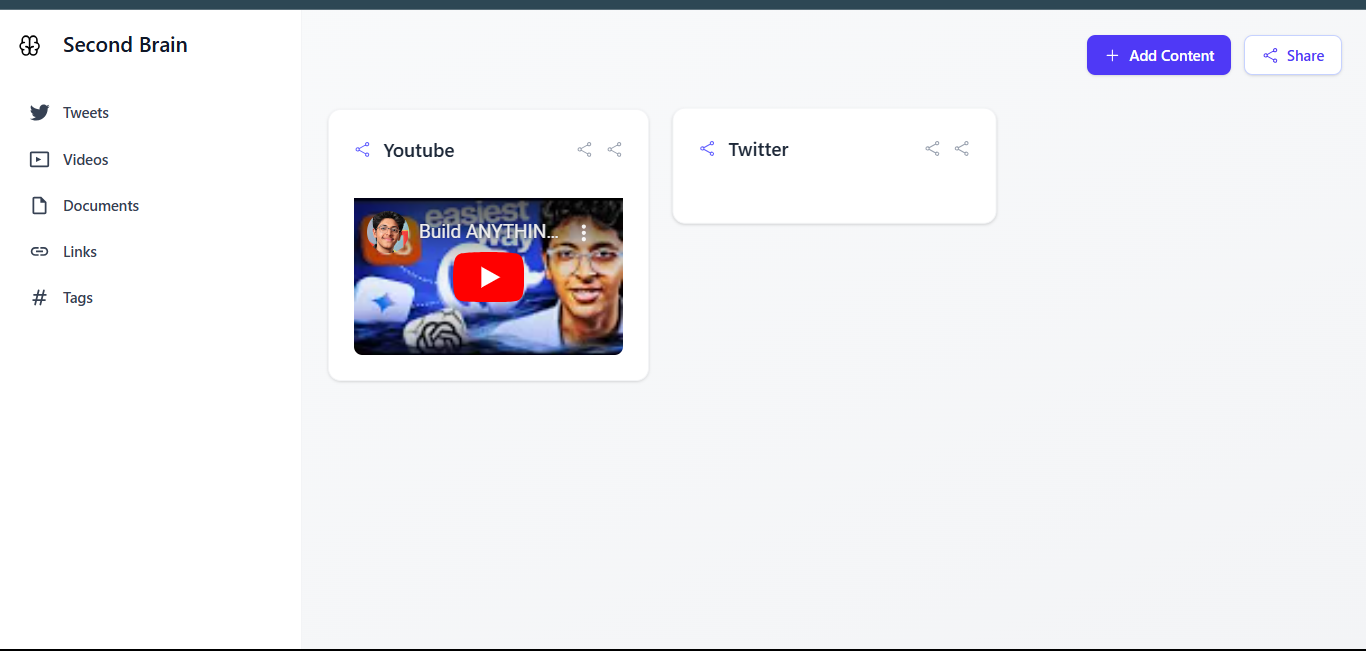 Second Brain
Add Content
Share
Tweets
Videos
Documents
Links
Tags
Youtube
Twitter
easiest
way
Build ANYTHIN...